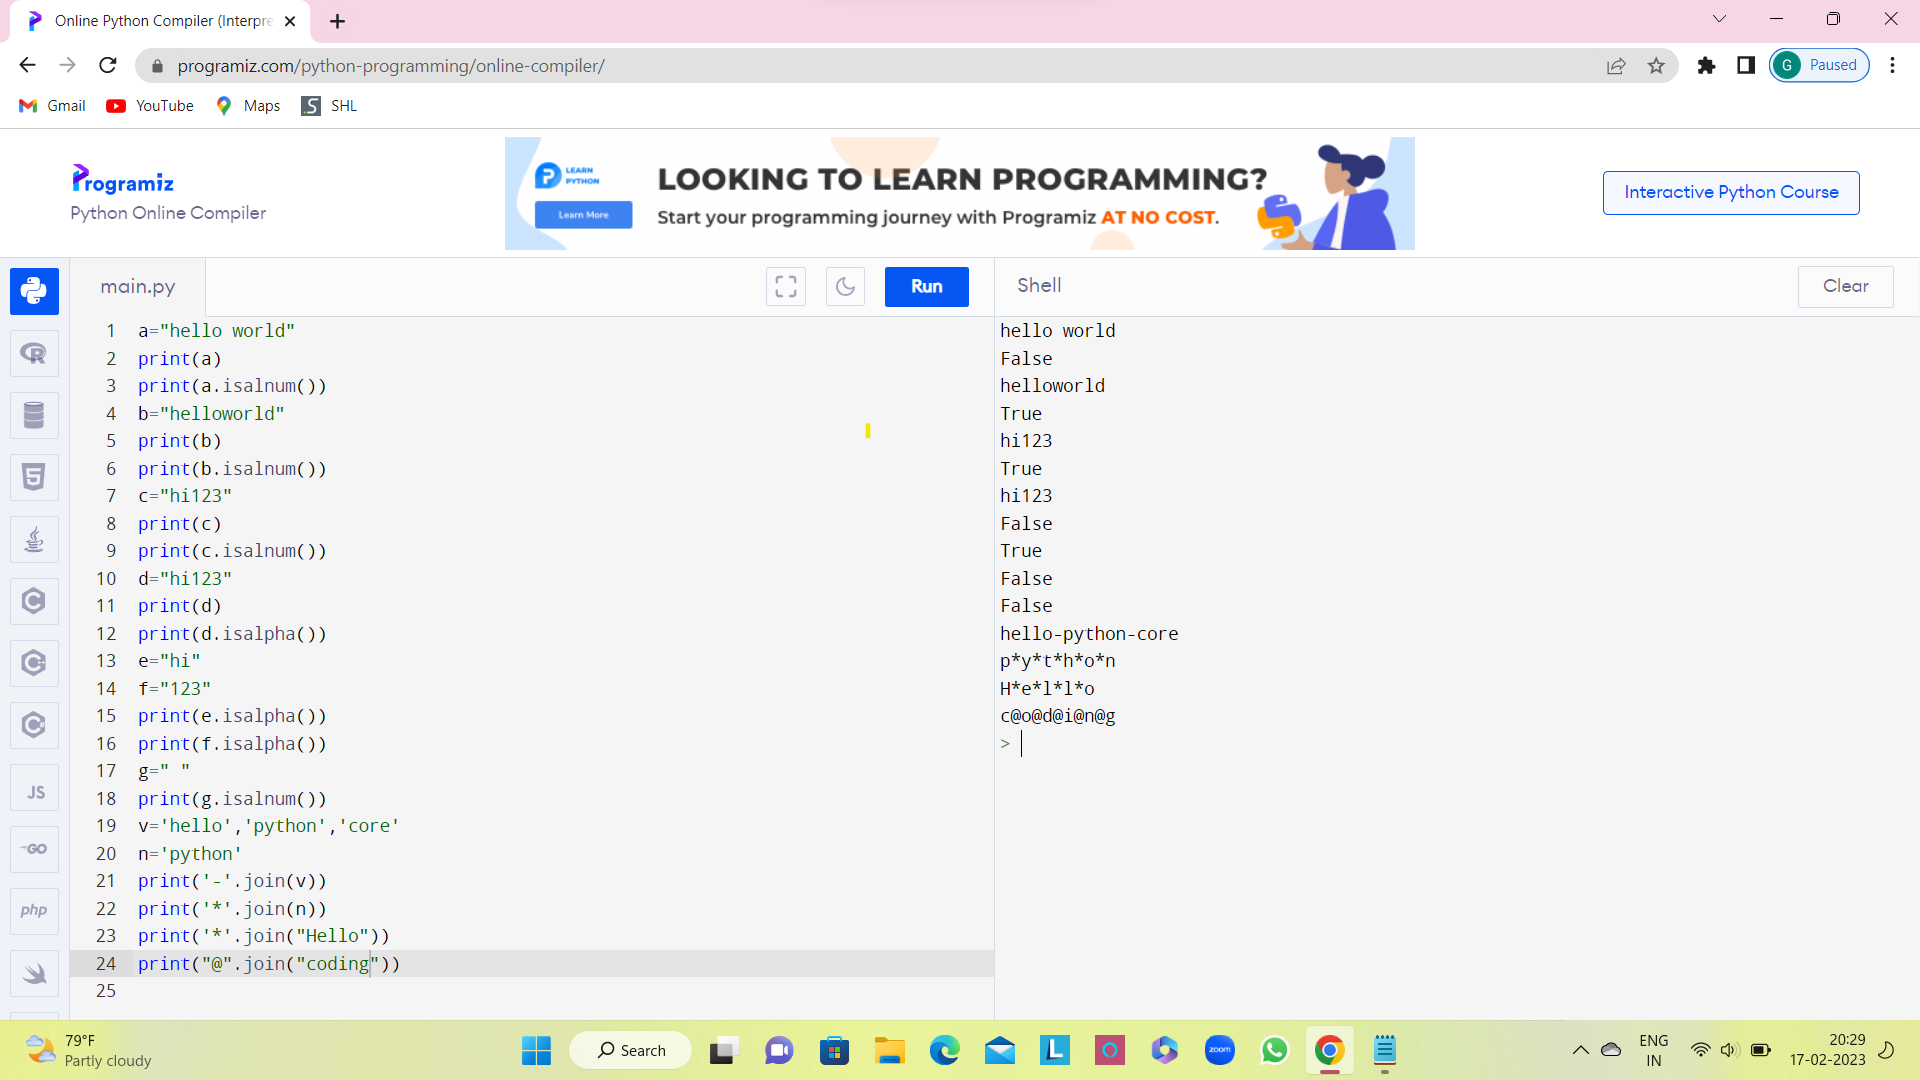 Online Python Compiler (Interpre
programiz.com/python-programming/online-compiler/
G Paused
Gmail YouTube Maps SHL
Programiz
Python Online Compiler
LEARN
PYTHON
Learn More
LOOKING TO LEARN PROGRAMMING?
Start your programming journey with Programiz AT NO COST.
Interactive Python Course
main.py
Run
Shell
Clear
1 a="hello world"
2 print(a)
3 print(a.isalnum())
4 b="helloworld"
5 print(b)
6 print(b.isalnum())
7 c="hi123"
8 print(c)
9 print(c.isalnum())
10 d="hi123"
11 print(d)
12 print(d.isalpha())
13 e="hi"
14 f="123"
15 print(e.isalpha())
16 print(f.isalpha())
17 g=" "
18 print(g.isalnum())
19 v='hello','python','core'
20 n='python'
21 print('-'.join(v))
22 print('*'.join(n))
23 print('*'.join("Hello"))
24 print("@".join("coding"))
25
hello world
False
helloworld
True
hi123
True
hi123
False
True
False
False
hello-python-core
p*y*t*h*o*n
H*e*l*l*o
c@o@d@i@n@g
>
R
5
C
C
C
JS
GO
php
79°F
Partly cloudy
Search
L
zoom
ENG
IN
20:29
17-02-2023